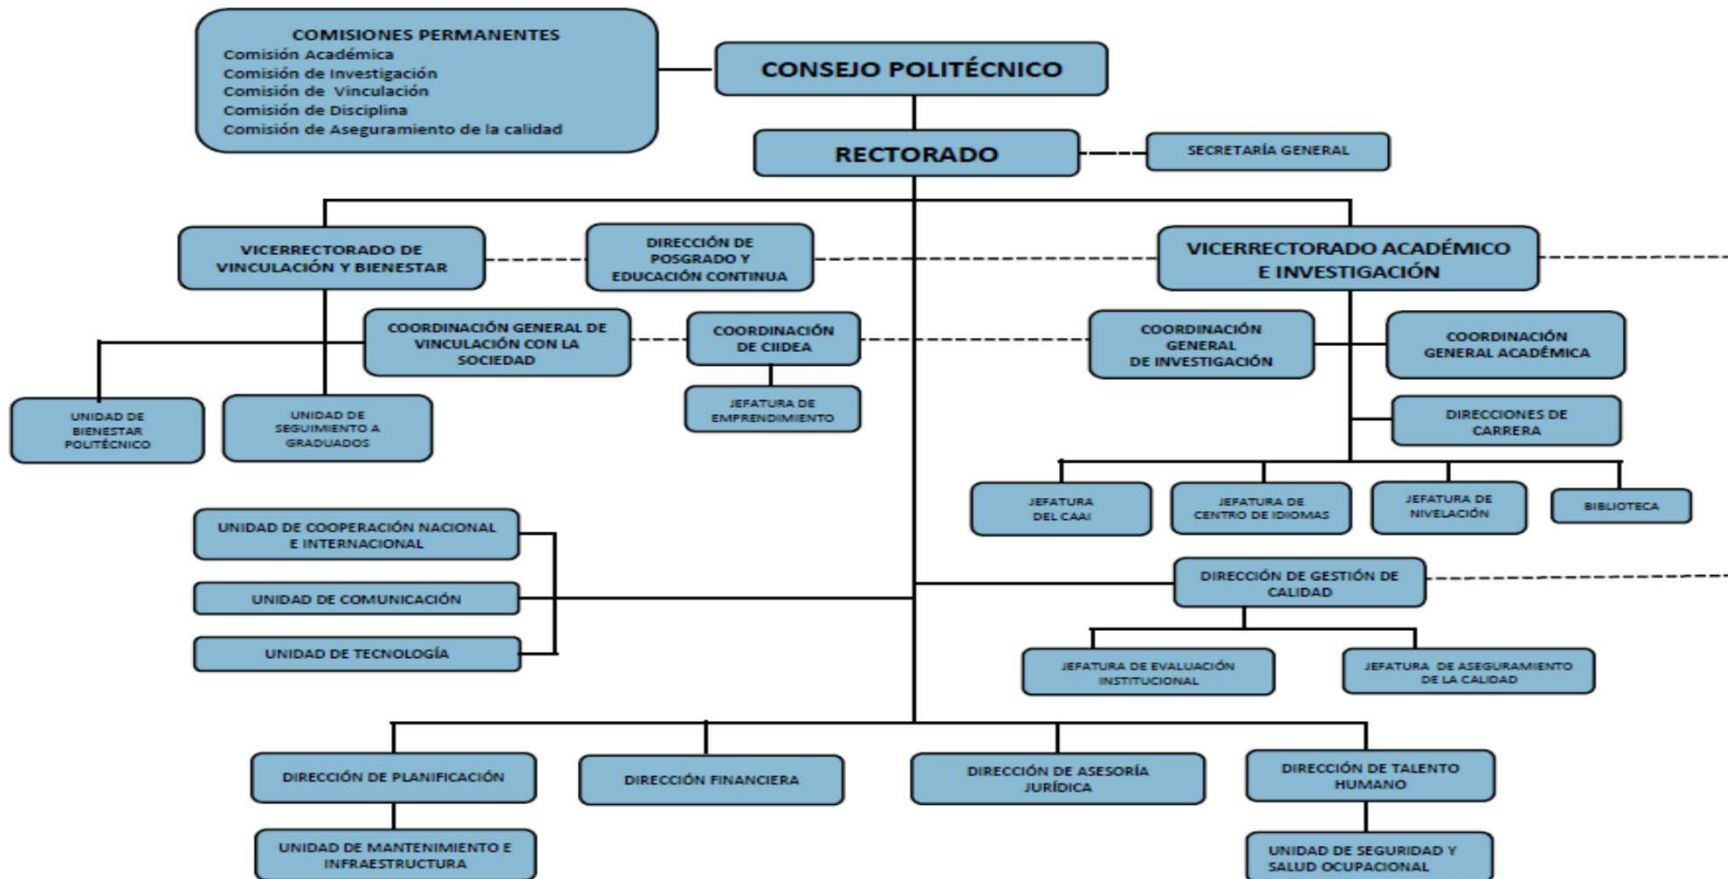 COMISIONES PERMANENTES
Comisión Académica
Comisión de Investigación
Comisión de Vinculación
Comisión de Disciplina
Comisión de Aseguramiento de la calidad
CONSEJO POLITÉCNICO
RECTORADO
SECRETARÍA GENERAL
VICERRECTORADO DE
VINCULACIÓN Y BIENESTAR
DIRECCIÓN DE
POSGRADO Y
EDUCACIÓN CONTINUA
VICERRECTORADO ACADÉMICO
E INVESTIGACIÓN
COORDINACIÓN GENERAL DE
VINCULACIÓN CON LA
SOCIEDAD
COORDINACIÓN
DE CIIDEA
COORDINACIÓN
GENERAL
DE INVESTIGACIÓN
COORDINACIÓN
GENERAL ACADÉMICA
UNIDAD DE
BIENESTAR
POLITÉCNICO
UNIDAD DE
SEGUIMIENTO A
GRADUADOS
JEFATURA DE
EMPRENDIMIENTO
DIRECCIONES DE
CARRERA
JEFATURA
DEL CAAI
JEFATURA DE
CENTRO DE IDIOMAS
JEFATURA DE
NIVELACIÓN
BIBLIOTECA
UNIDAD DE COOPERACIÓN NACIONAL
E INTERNACIONAL
UNIDAD DE COMUNICACIÓN
UNIDAD DE TECNOLOGÍA
DIRECCIÓN DE GESTIÓN DE
CALIDAD
JEFATURA DE EVALUACIÓN
INSTITUCIONAL
JEFATURA DE ASEGURAMIENTO
DE LA CALIDAD
DIRECCIÓN DE PLANIFICACIÓN
DIRECCIÓN FINANCIERA
DIRECCIÓN DE ASESORÍA
JURÍDICA
DIRECCIÓN DE TALENTO
HUMANO
UNIDAD DE MANTENIMIENTO E
INFRAESTRUCTURA
UNIDAD DE SEGURIDAD Y
SALUD OCUPACIONAL